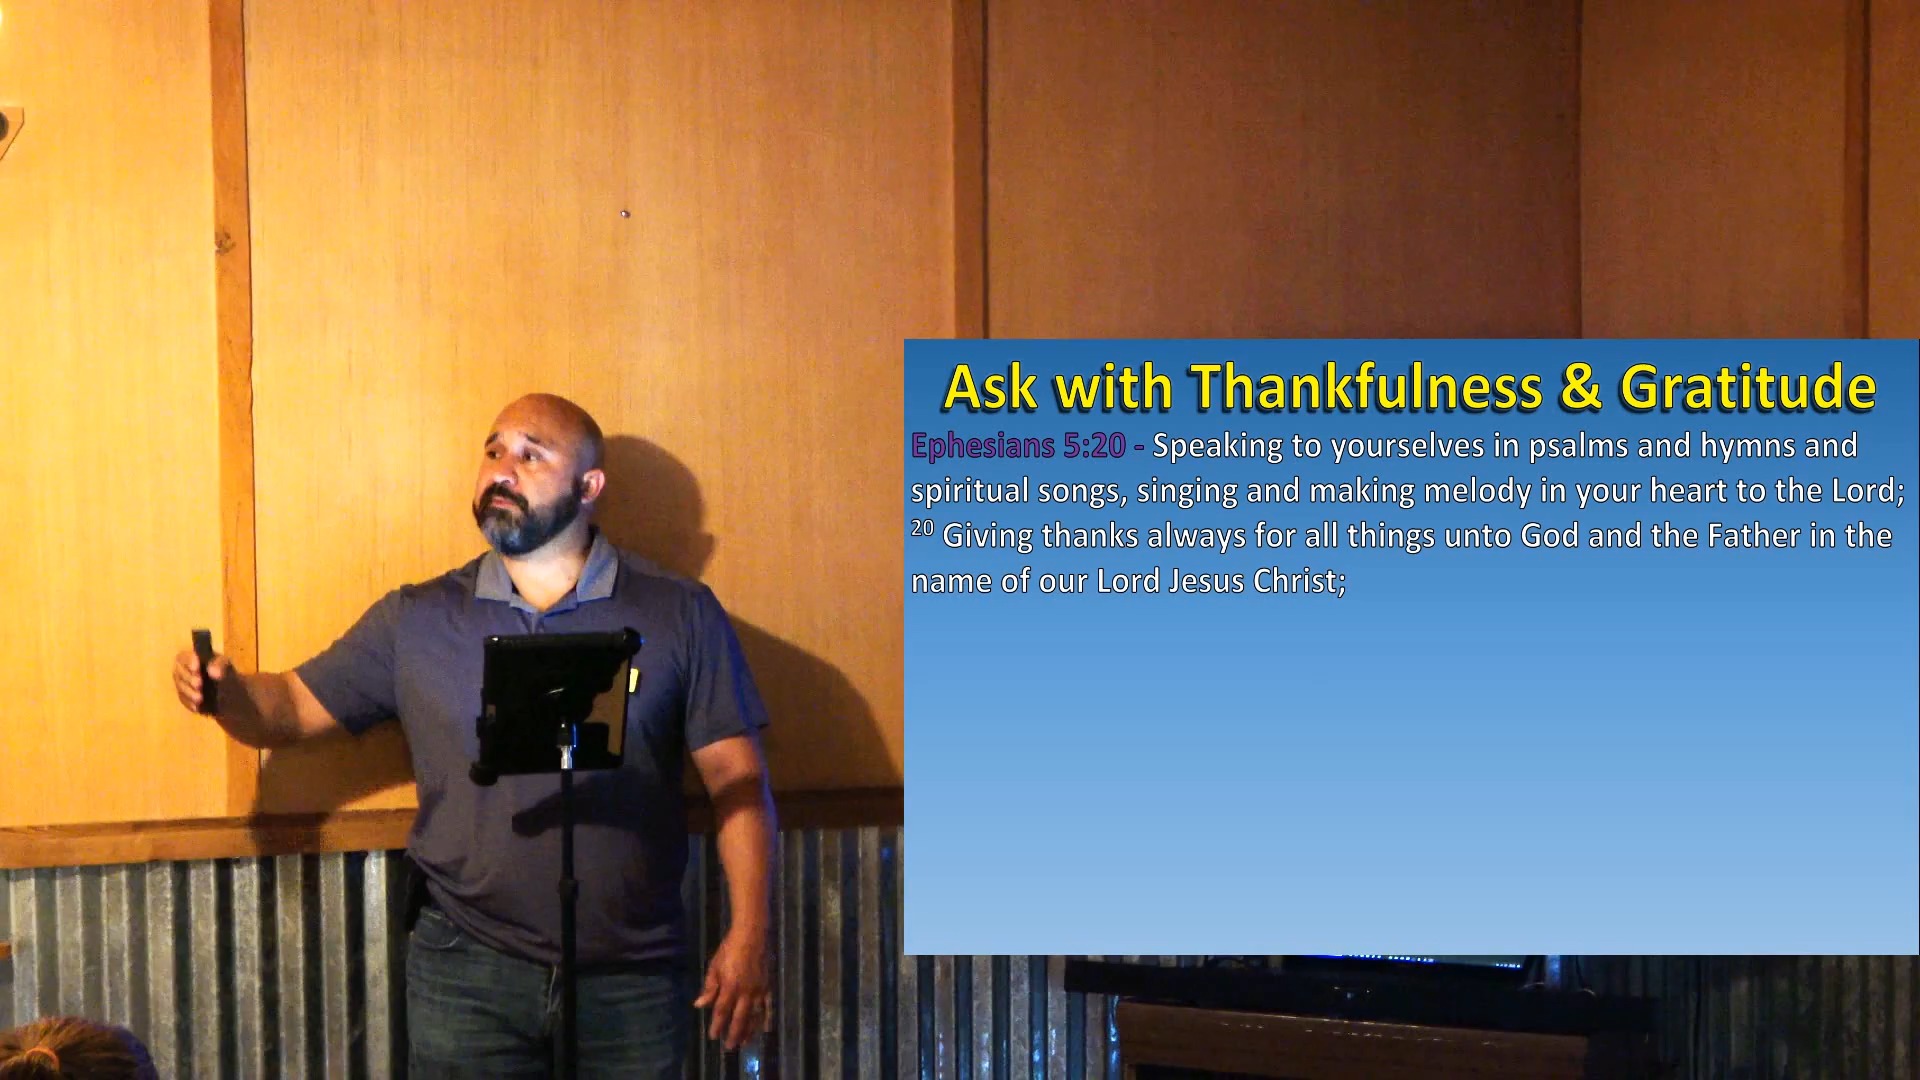 Ask with Thankfulness & Gratitude
Ephesians 5:20 - Speaking to yourselves in psalms and hymns and
spiritual songs, singing and making melody in your heart to the Lord;
20 Giving thanks always for all things unto God and the Father in the
name of our Lord Jesus Christ;